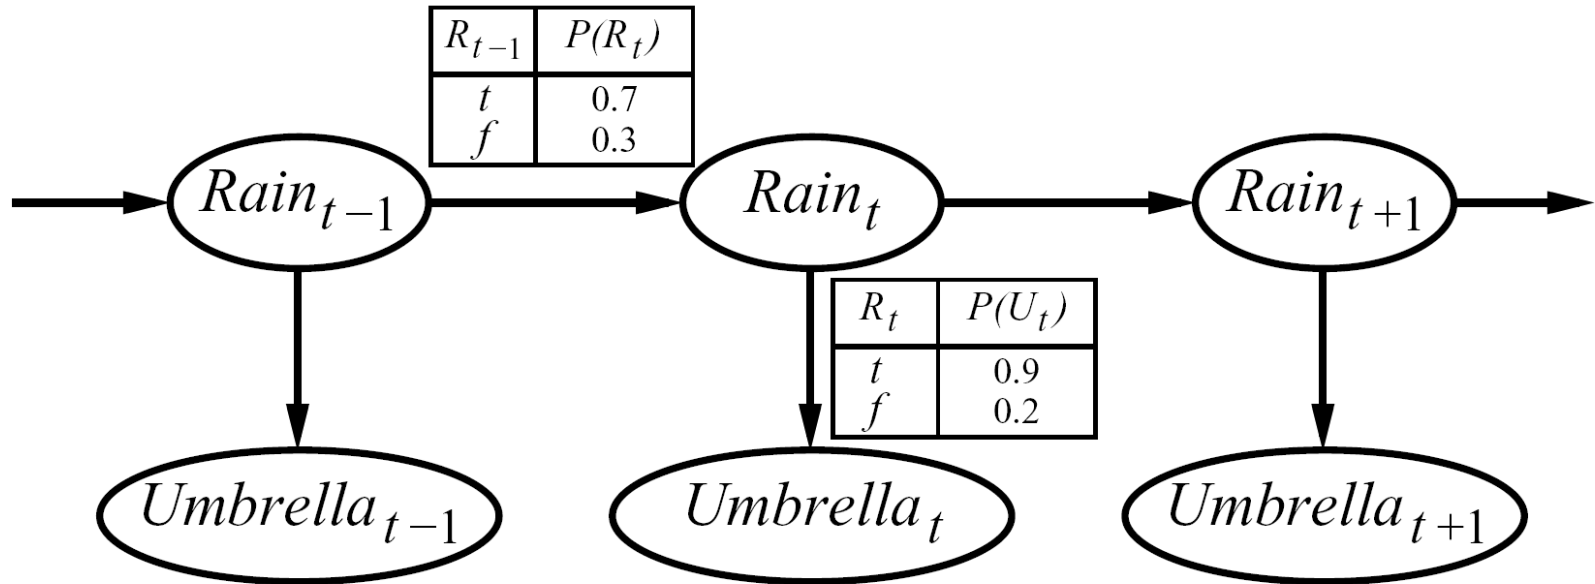 R_{t-1} P(R_t)
t 0.7
f 0.3
Rain_{t-1} Rain_t Rain_{t+1}
R_t P(U_t)
t 0.9
f 0.2
Umbrella_{t-1} Umbrella_t Umbrella_{t+1}